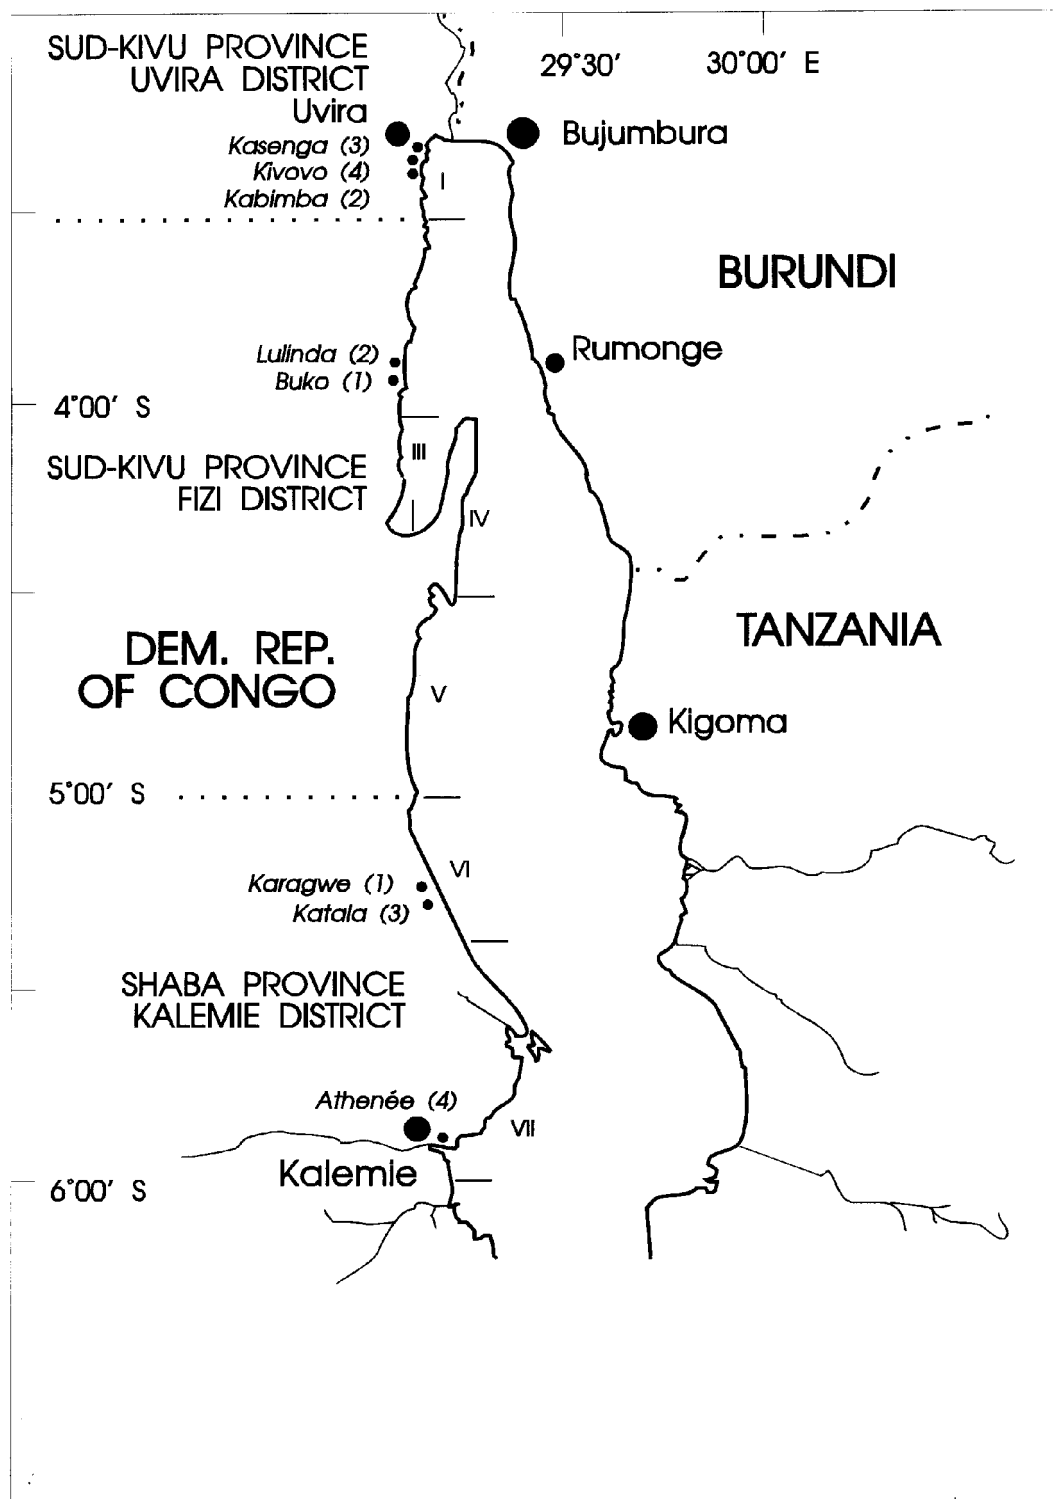 SUD-KIVU PROVINCE
UVIRA DISTRICT
Uvira
29°30'
30°00' E
Bujumbura
Kasenga (3)
Kivovo (4)
Kabimba (2)
I
BURUNDI
Lulinda (2)
Buko (1)
Rumonge
4°00' S
III
SUD-KIVU PROVINCE
FIZI DISTRICT
IV
DEM. REP.
OF CONGO
TANZANIA
V
Kigoma
5°00' S
VI
Karagwe (1)
Katala (3)
SHABA PROVINCE
KALEMIE DISTRICT
Athenée (4)
VII
Kalemie
6°00' S